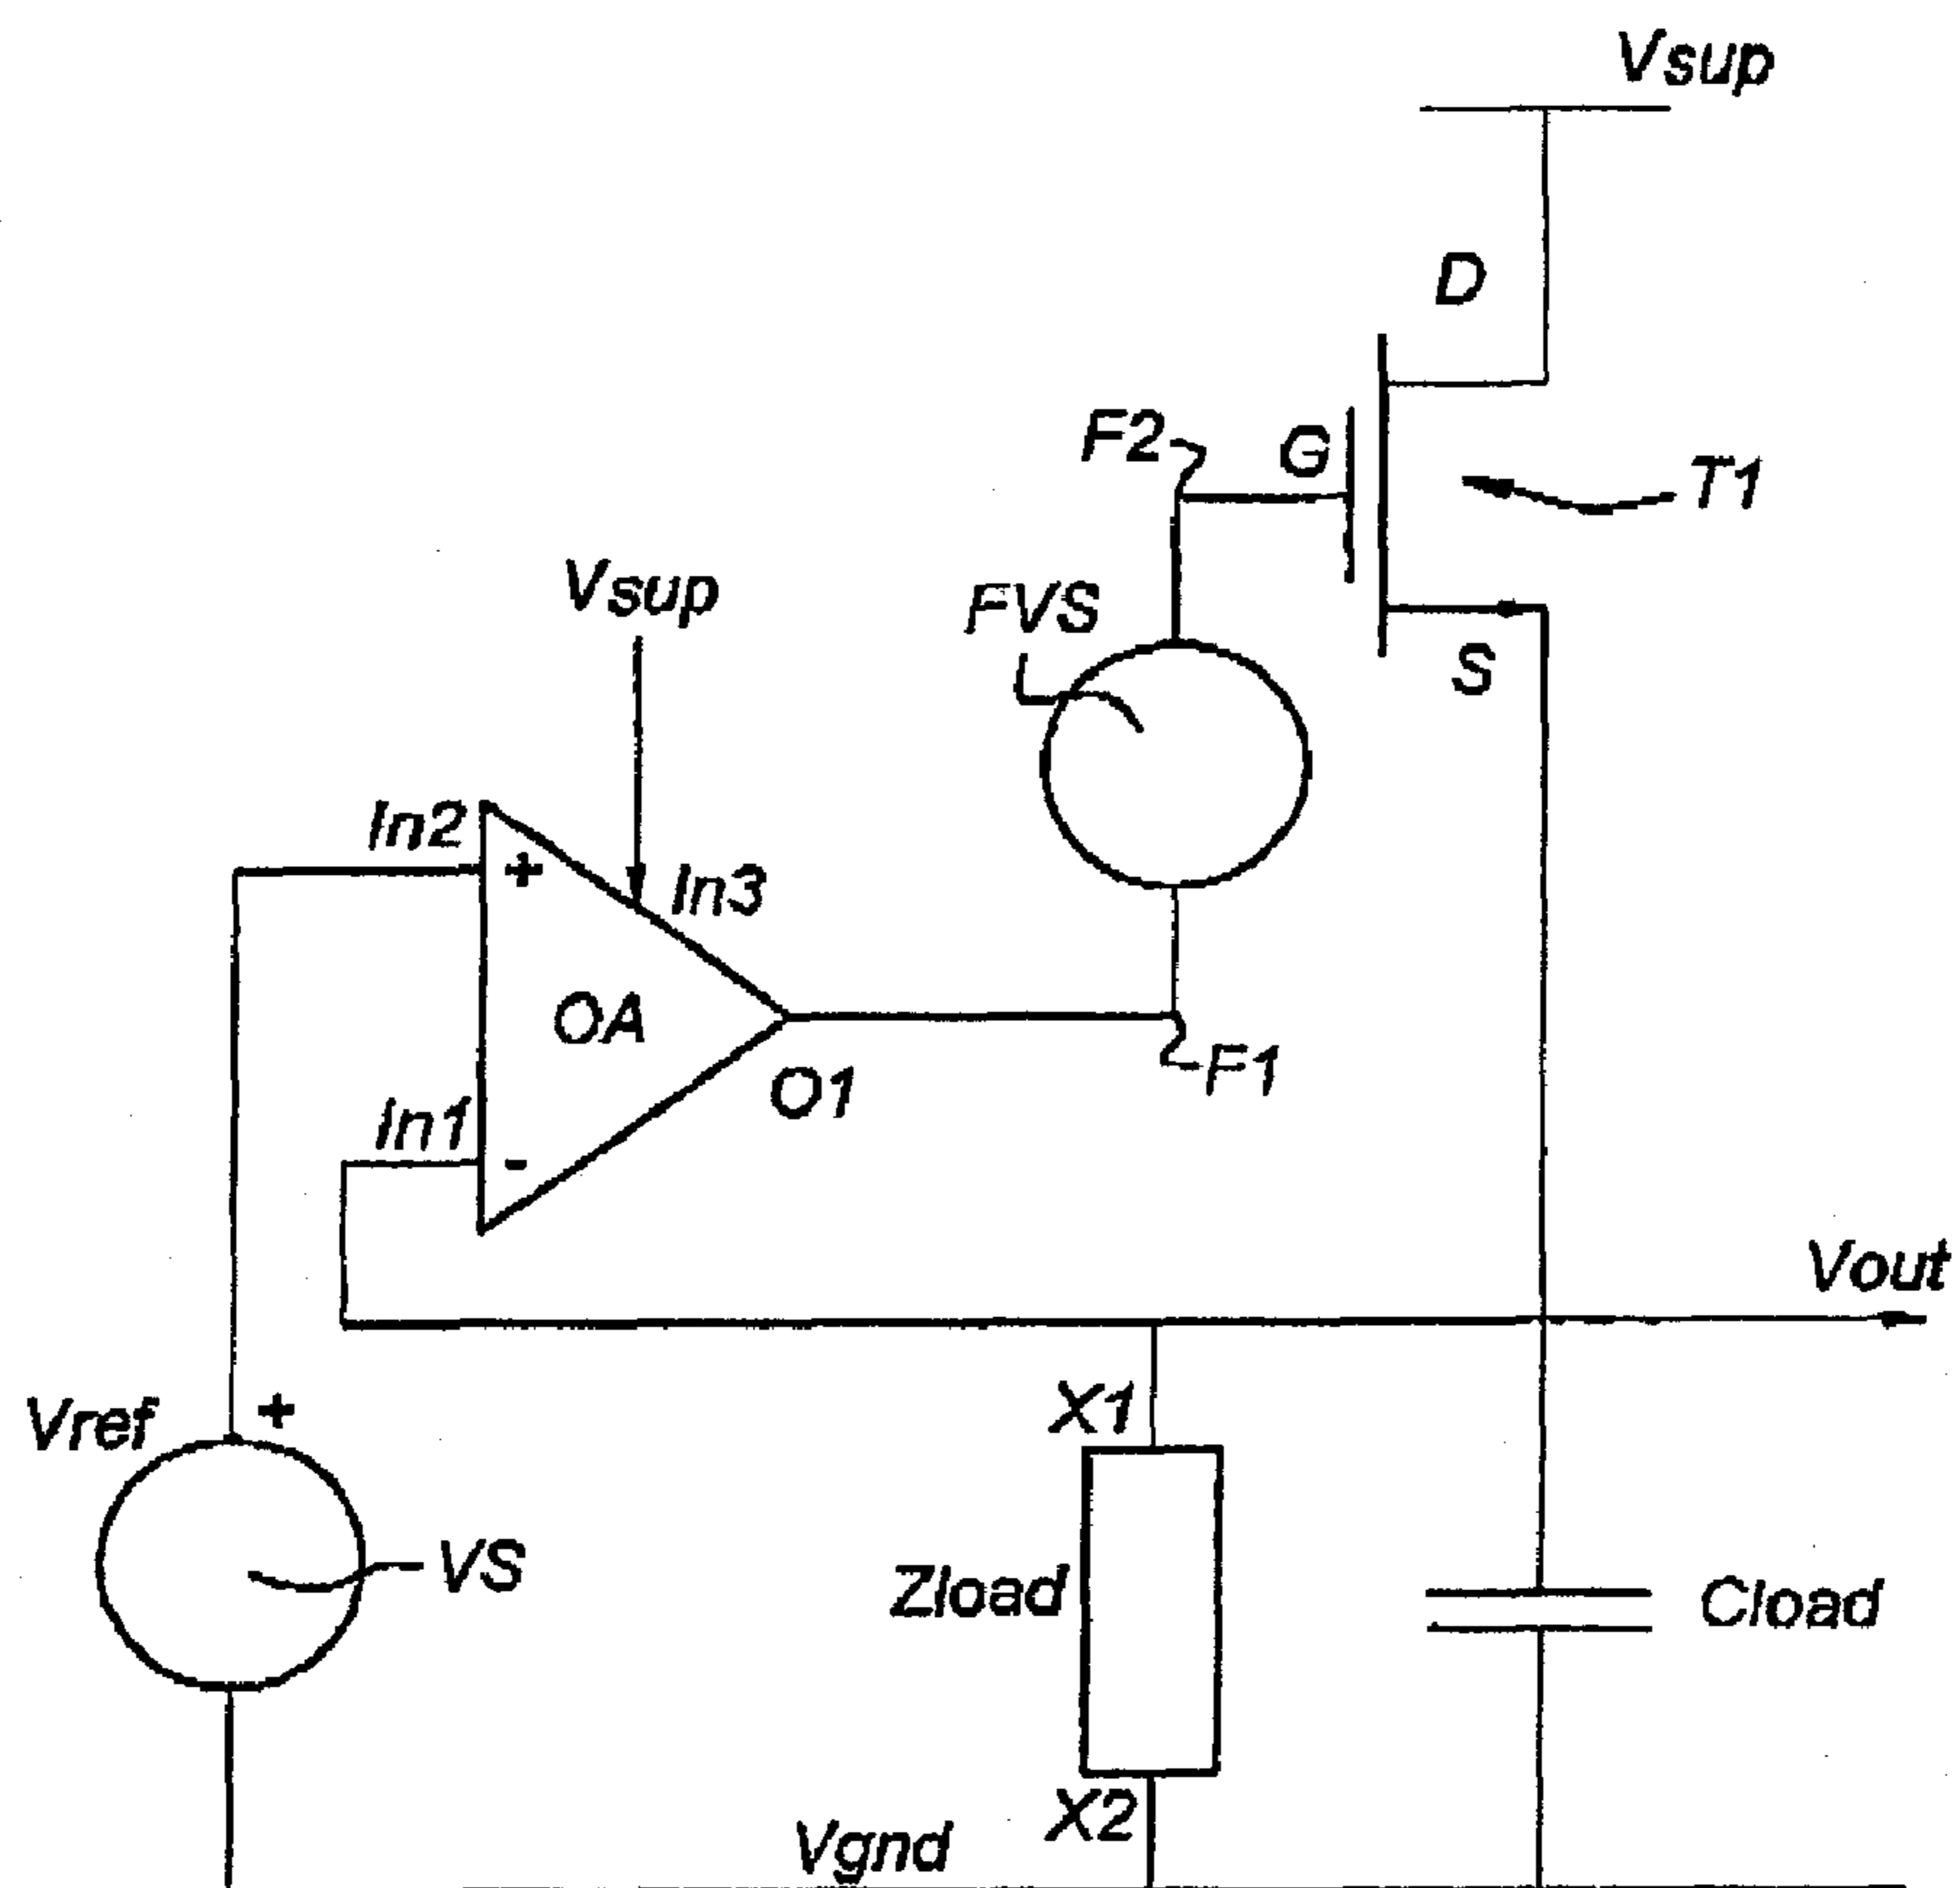 Vsup
D
F2
G
T1
Vsup
FVS
S
In2
+
In3
OA
F1
O1
In1
-
Vout
X1
Vref
+
VS
Zload
Cload
X2
Vgnd